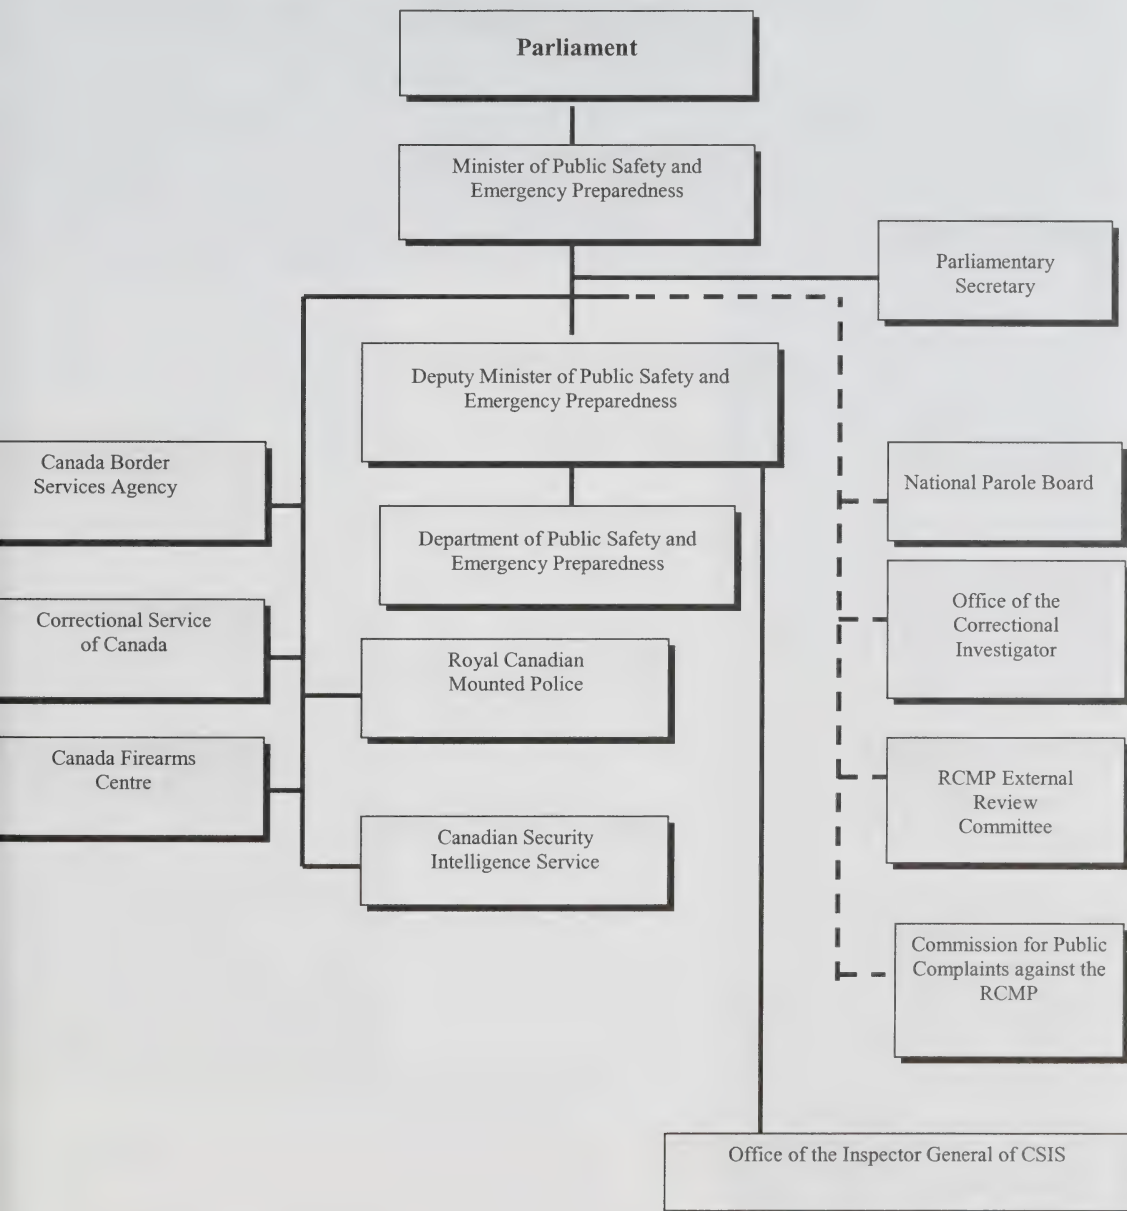 Parliament
Minister of Public Safety and
Emergency Preparedness
Parliamentary
Secretary
Deputy Minister of Public Safety and
Emergency Preparedness
Canada Border
Services Agency
National Parole Board
Department of Public Safety and
Emergency Preparedness
Office of the
Correctional
Investigator
Correctional Service
of Canada
Royal Canadian
Mounted Police
Canada Firearms
Centre
RCMP External
Review
Committee
Canadian Security
Intelligence Service
Commission for Public
Complaints against the
RCMP
Office of the Inspector General of CSIS